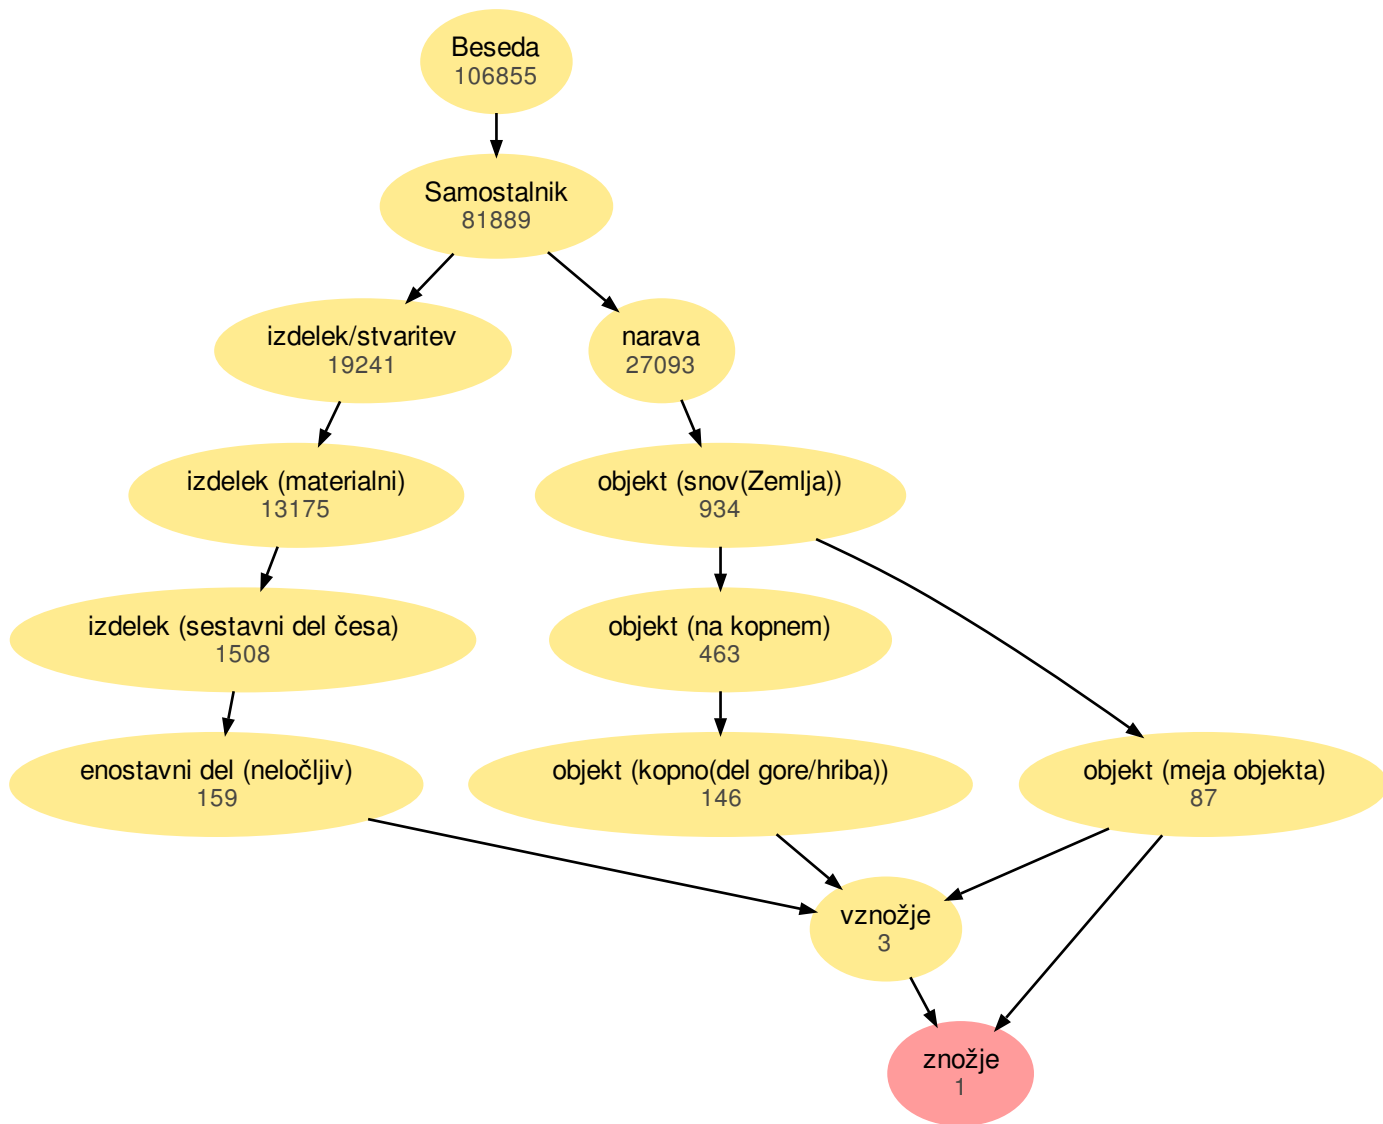 Beseda
106855
Samostalnik
81889
izdelek/stvaritev
19241
narava
27093
izdelek (materialni)
13175
objekt (snov(Zemlja))
934
izdelek (sestavni del česa)
1508
objekt (na kopnem)
463
enostavni del (neločljiv)
159
objekt (kopno(del gore/hriba))
146
objekt (meja objekta)
87
vznožje
3
znožje
1